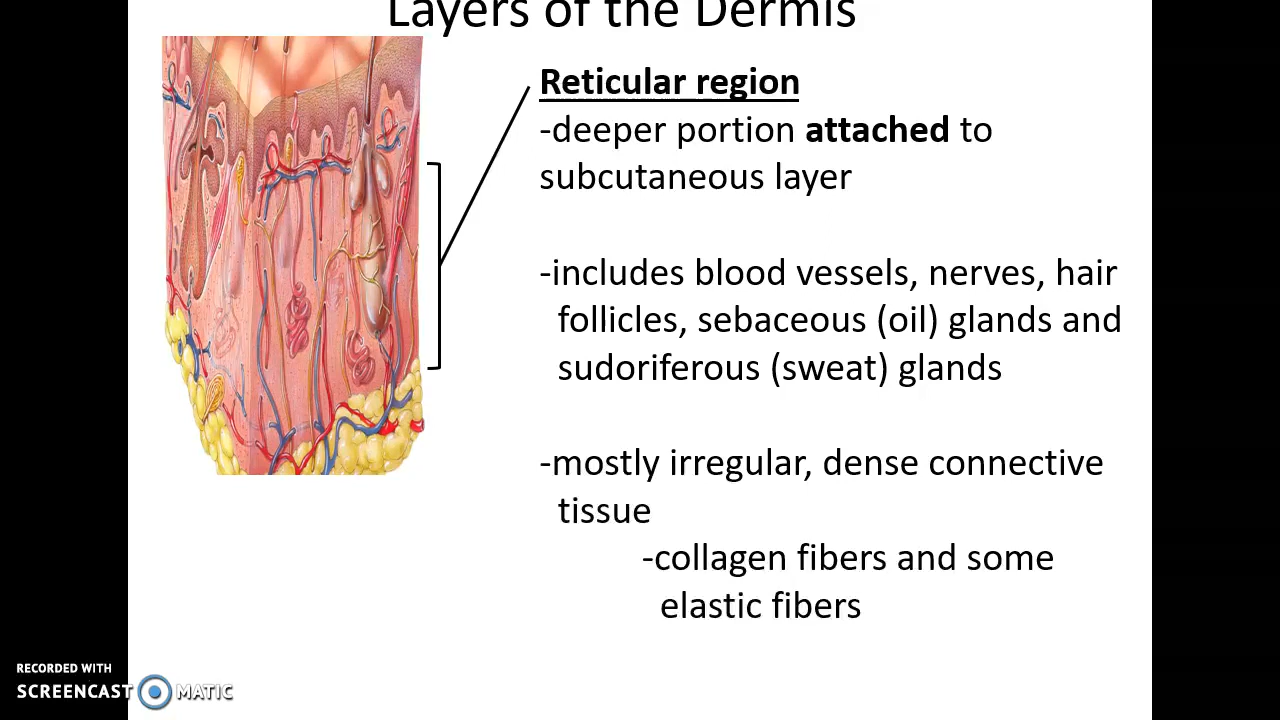 Layers of the Dermis
Reticular region
-deeper portion attached to
subcutaneous layer
-includes blood vessels, nerves, hair
follicles, sebaceous (oil) glands and
sudoriferous (sweat) glands
-mostly irregular, dense connective
tissue
-collagen fibers and some
elastic fibers
RECORDED WITH
SCREENCAST MATIC